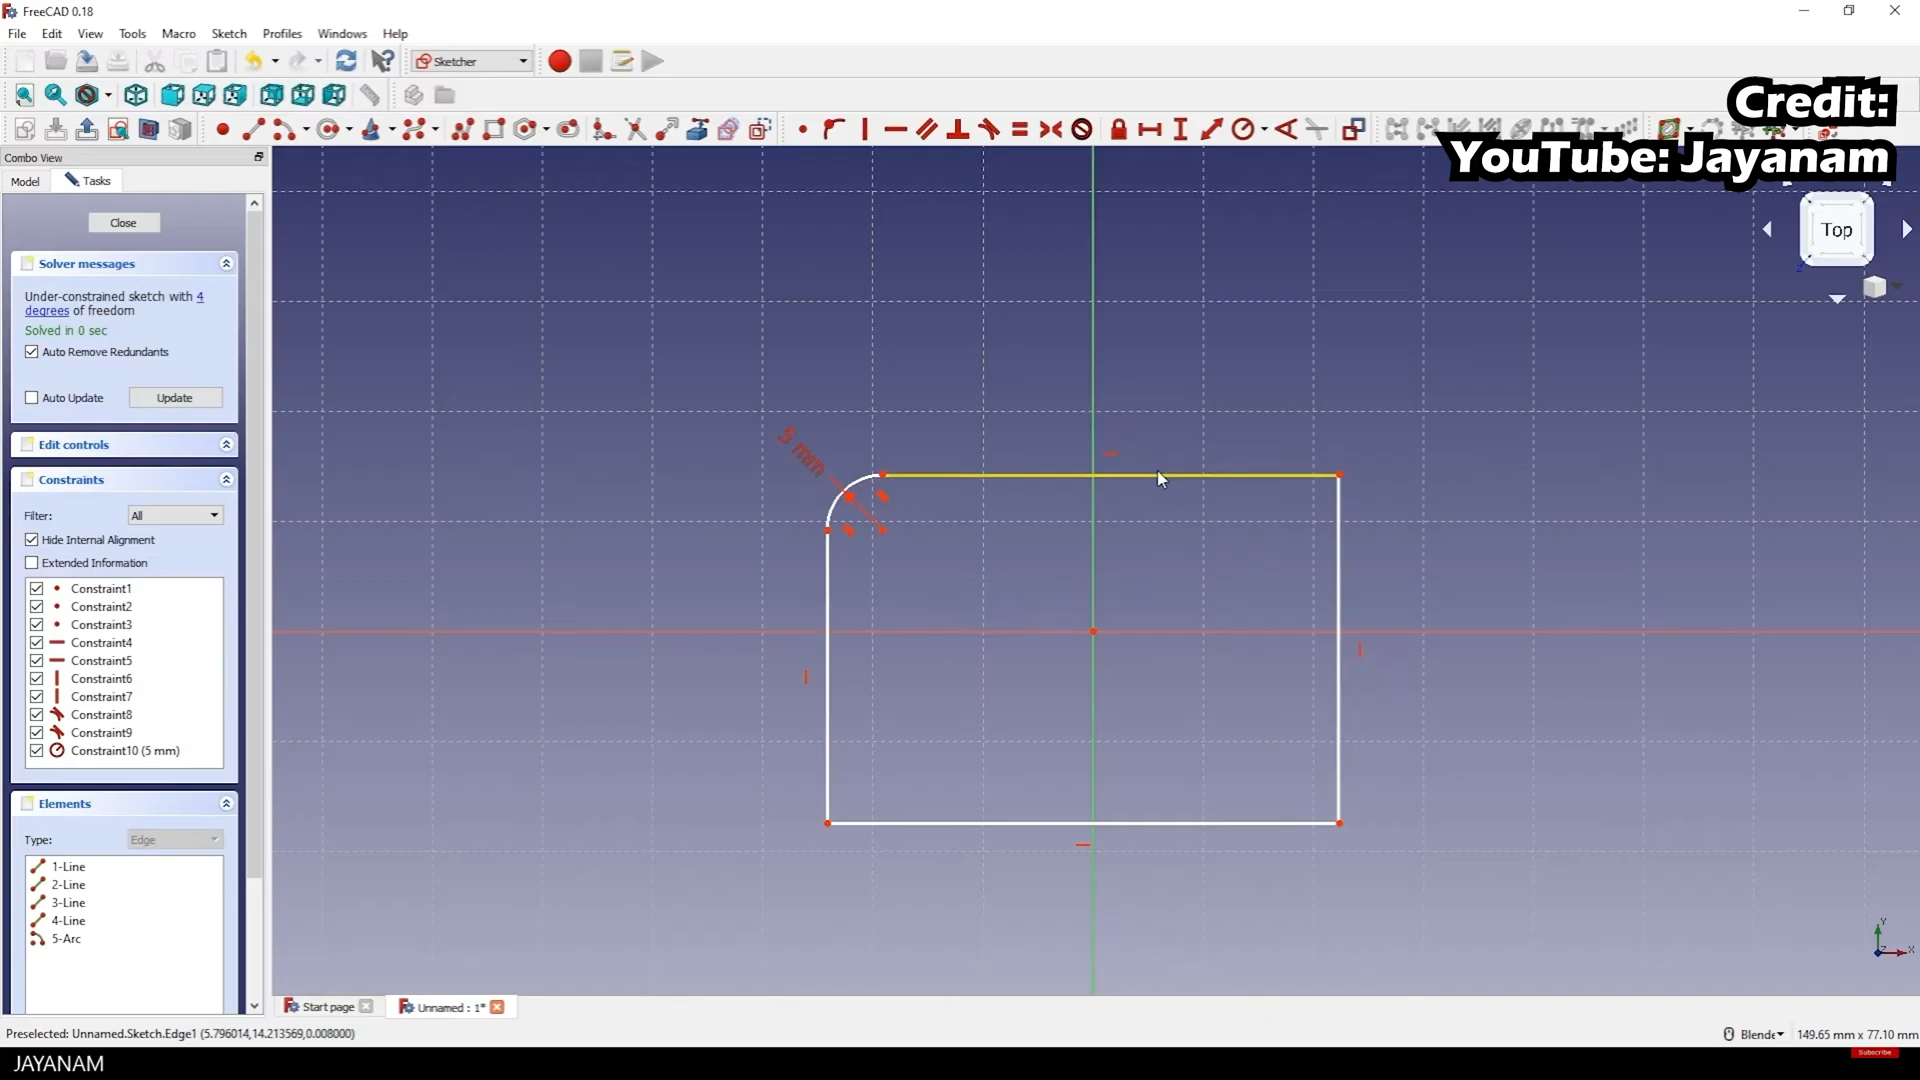 FreeCAD 0.18
File Edit View Tools Macro Sketch Profiles Windows Help
Sketcher
Credit:
YouTube: Jayanam
Combo View
Model Tasks
Top
Close
Solver messages
Under-constrained sketch with 4
degrees of freedom
Solved in 0 sec
Auto Remove Redundants
Auto Update Update
Edit controls
Constraints
Filter: All
Hide Internal Alignment
Extended Information
Constraint1
Constraint2
Constraint3
Constraint4
Constraint5
Constraint6
Constraint7
Constraint8
Constraint9
Constraint10 (5 mm)
5 mm
Elements
Type: Edge
1-Line
2-Line
3-Line
4-Line
5-Arc
Y
Z X
Start page Unnamed : 1*
Preselected: Unnamed.Sketch.Edge1 (5.796014,14.213569,0.008000)
Blende 149.65 mm x 77.10 mm
JAYANAM
Subscribe